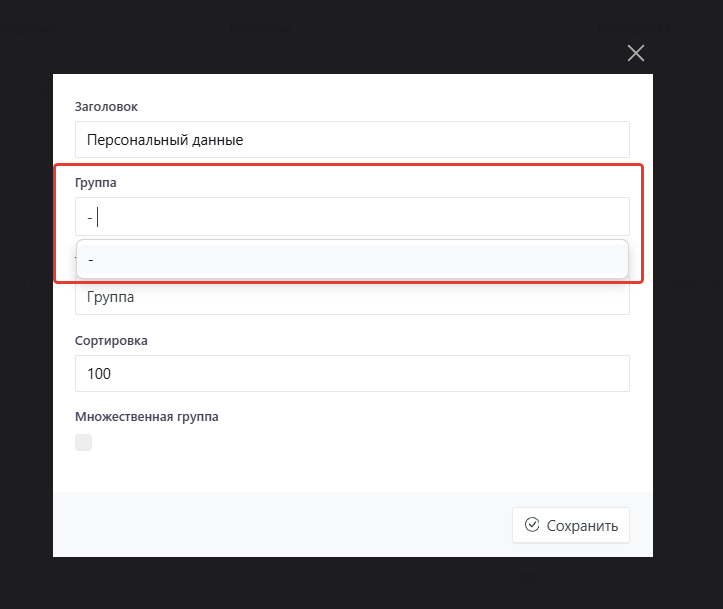 Заголовок
Персональный данные
Группа
-
-
Группа
Сортировка
100
Множественная группа
Сохранить